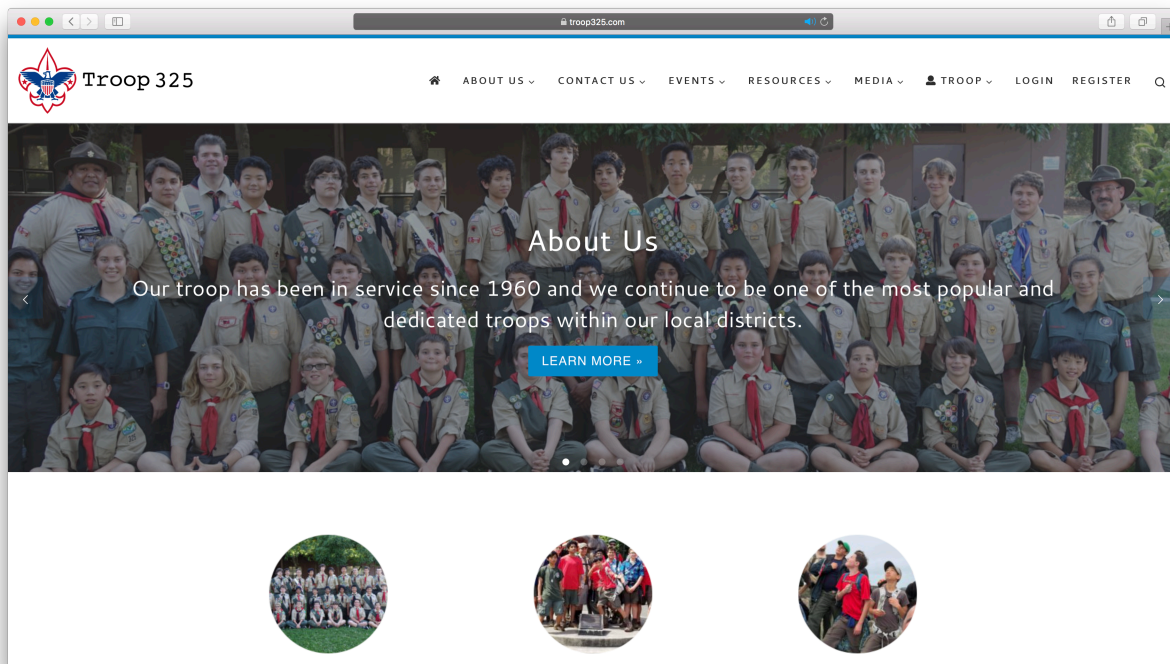 troop325.com
Troop 325
ABOUT US
CONTACT US
EVENTS
RESOURCES
MEDIA
TROOP
LOGIN
REGISTER
About Us
Our troop has been in service since 1960 and we continue to be one of the most popular and
dedicated troops within our local districts.
LEARN MORE »